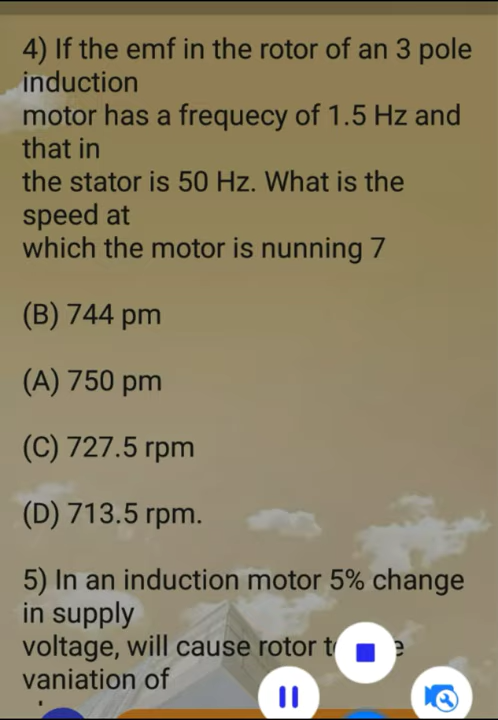 4) If the emf in the rotor of an 3 pole
induction
motor has a frequecy of 1.5 Hz and
that in
the stator is 50 Hz. What is the
speed at
which the motor is nunning 7
(B) 744 pm
(A) 750 pm
(C) 727.5 rpm
(D) 713.5 rpm.
5) In an induction motor 5% change
in supply
voltage, will cause rotor
vaniation of